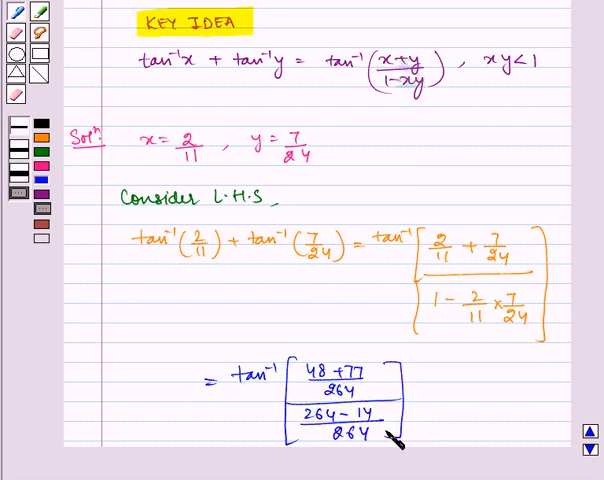 KEY IDEA
tan⁻¹x + tan⁻¹y = tan⁻¹((x+y)/(1-xy)), xy<1
Solⁿ: x = 2/11, y = 7/24
Consider L.H.S,
tan⁻¹(2/11) + tan⁻¹(7/24) = tan⁻¹[(2/11 + 7/24)/(1 - 2/11 × 7/24)]
= tan⁻¹[((48+77)/264)/((264-14)/264)]